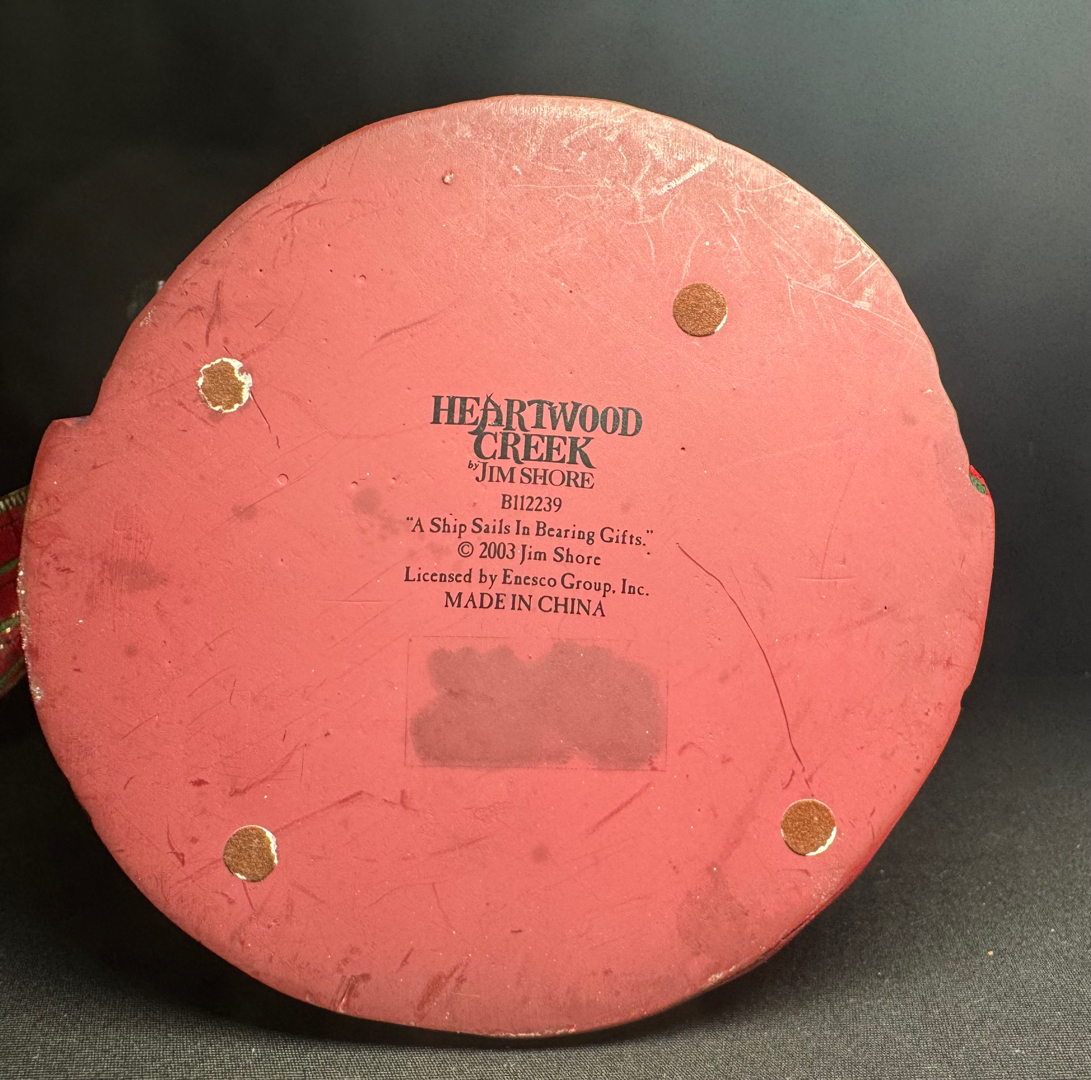 HEARTWOOD
CREEK
by JIM SHORE
B112239
“A Ship Sails In Bearing Gifts.”
© 2003 Jim Shore
Licensed by Enesco Group, Inc.
MADE IN CHINA